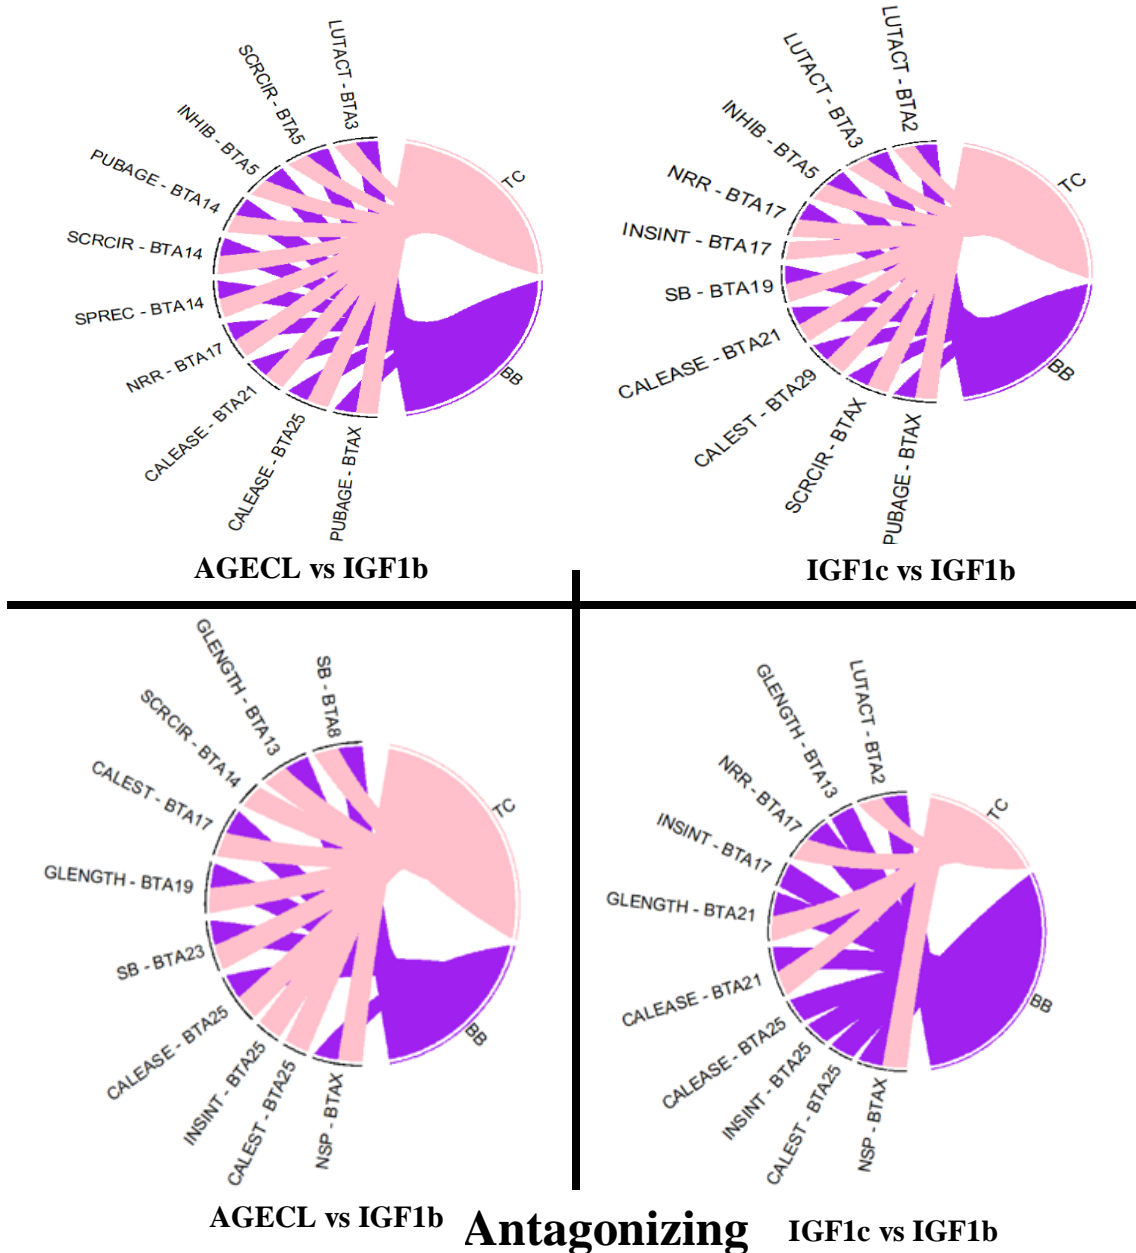 LUTACT - BTA3
SCRCIR - BTA5
INHIB - BTA5
PUBAGE - BTA14
SCRCIR - BTA14
SPREC - BTA14
NRR - BTA17
CALEASE - BTA21
CALEASE - BTA25
PUBAGE - BTAX
TC
BB
AGECL vs IGF1b
LUTACT - BTA2
LUTACT - BTA3
INHIB - BTA5
NRR - BTA17
INSINT - BTA17
SB - BTA19
CALEASE - BTA21
CALEST - BTA29
SCRCIR - BTAX
PUBAGE - BTAX
TC
BB
IGF1c vs IGF1b
SB - BTA8
GLENGTH - BTA13
SCRCIR - BTA14
CALEST - BTA17
GLENGTH - BTA19
SB - BTA23
CALEASE - BTA25
INSINT - BTA25
CALEST - BTA25
NSP - BTAX
TC
BB
AGECL vs IGF1b
LUTACT - BTA2
GLENGTH - BTA13
NRR - BTA17
INSINT - BTA17
GLENGTH - BTA21
CALEASE - BTA21
CALEASE - BTA25
INSINT - BTA25
CALEST - BTA25
NSP - BTAX
TC
BB
IGF1c vs IGF1b
Antagonizing